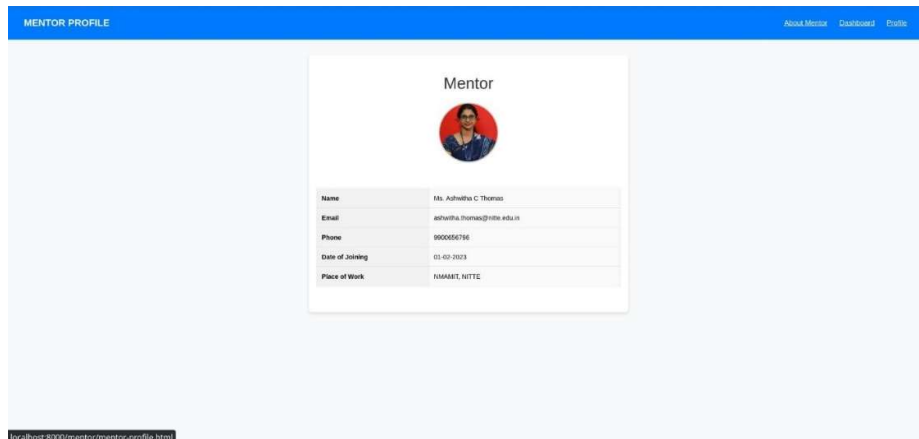 MENTOR PROFILE About Mentor Dashboard Profile
Mentor
Name Ms. Ashwitha C Thomas
Email ashwitha.thomas@nitte.edu.in
Phone 9900656796
Date of Joining 01-02-2023
Place of Work NMAMIT, NITTE
localhost:8000/mentor/mentor-profile.html